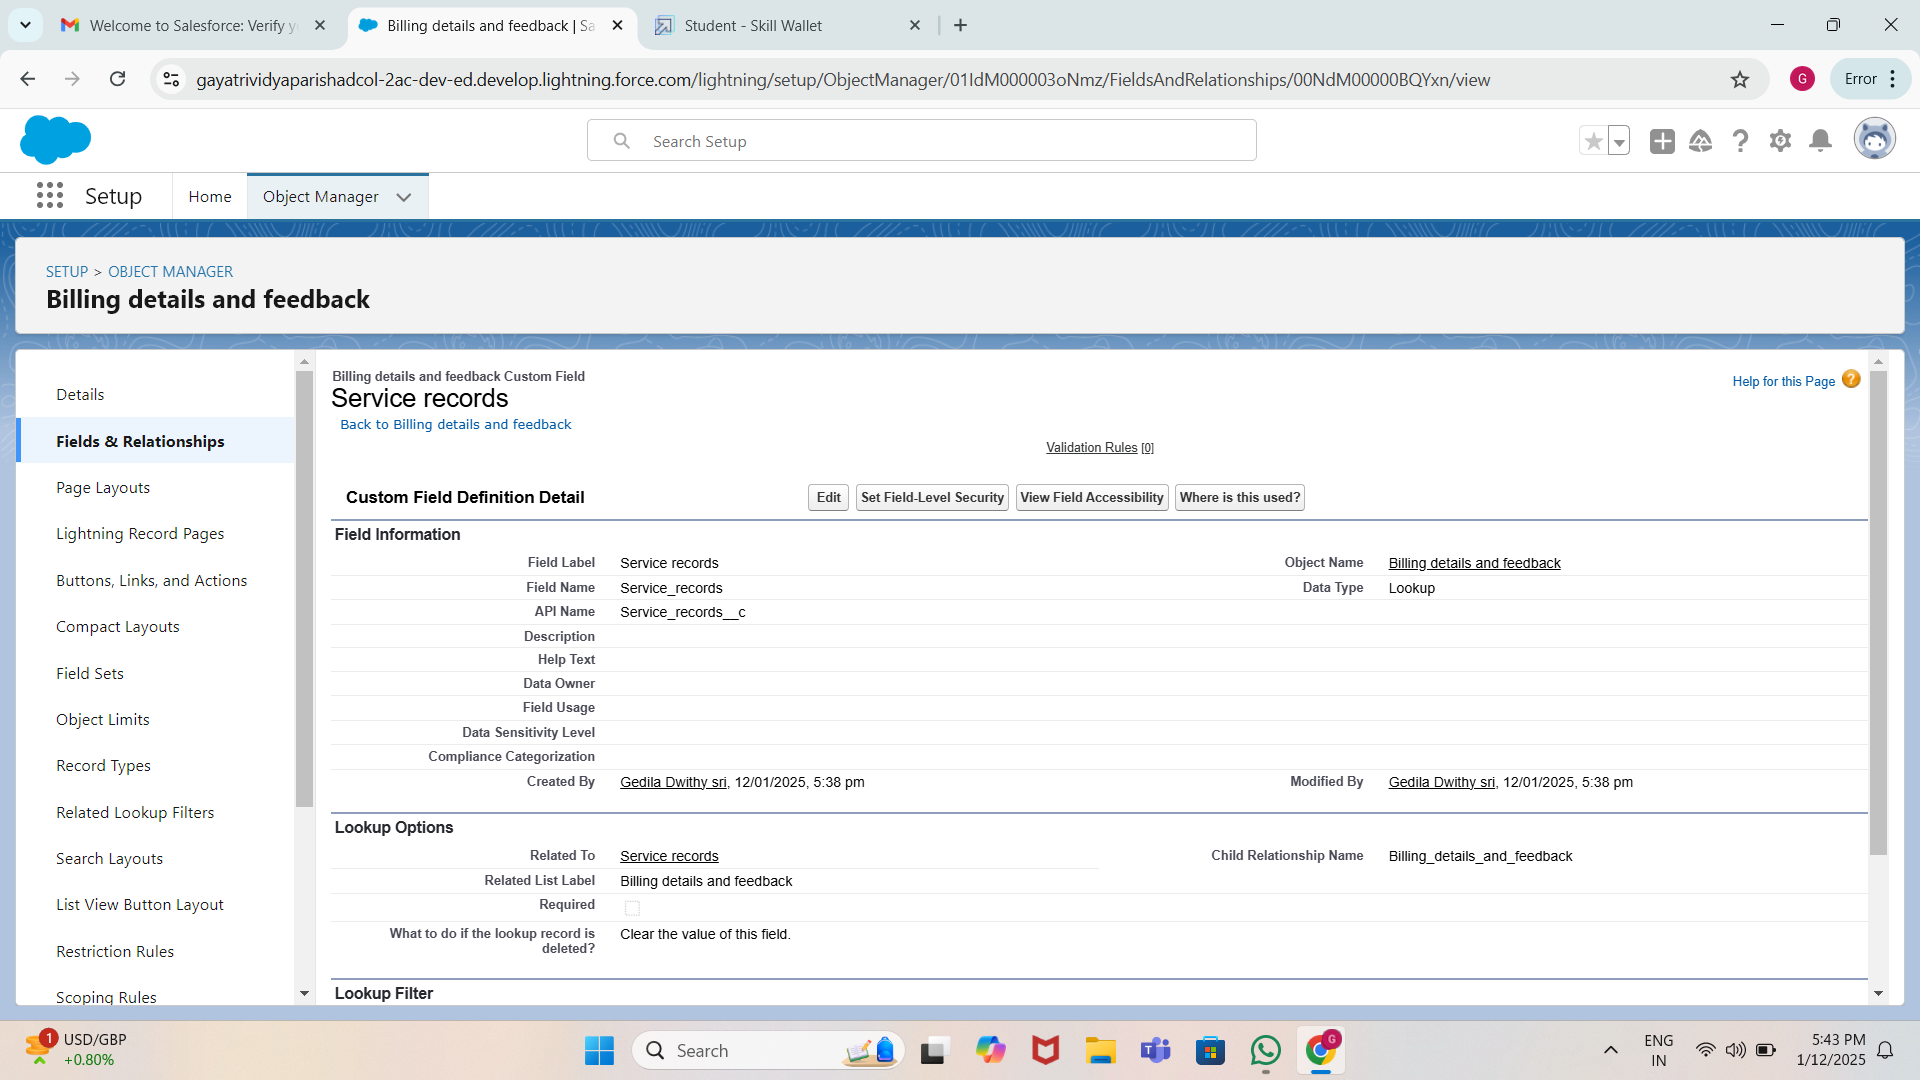 Welcome to Salesforce: Verify y
Billing details and feedback | Sa
Student - Skill Wallet
gayatrividyaparishadcol-2ac-dev-ed.develop.lightning.force.com/lightning/setup/ObjectManager/01IdM000003oNmz/FieldsAndRelationships/00NdM00000BQYxn/view
G
Error
Search Setup
Setup
Home
Object Manager
SETUP > OBJECT MANAGER
Billing details and feedback
Details
Fields & Relationships
Page Layouts
Lightning Record Pages
Buttons, Links, and Actions
Compact Layouts
Field Sets
Object Limits
Record Types
Related Lookup Filters
Search Layouts
List View Button Layout
Restriction Rules
Scoping Rules
Billing details and feedback Custom Field
Service records
Back to Billing details and feedback
Help for this Page ?
Validation Rules [0]
Custom Field Definition Detail
Edit
Set Field-Level Security
View Field Accessibility
Where is this used?
Field Information
Field Label Service records Object Name Billing details and feedback
Field Name Service_records Data Type Lookup
API Name Service_records__c
Description
Help Text
Data Owner
Field Usage
Data Sensitivity Level
Compliance Categorization
Created By Gedila Dwithy sri, 12/01/2025, 5:38 pm Modified By Gedila Dwithy sri, 12/01/2025, 5:38 pm
Lookup Options
Related To Service records Child Relationship Name Billing_details_and_feedback
Related List Label Billing details and feedback
Required
What to do if the lookup record is
deleted?
Clear the value of this field.
Lookup Filter
1
USD/GBP
+0.80%
Search
G
ENG
IN
5:43 PM
1/12/2025